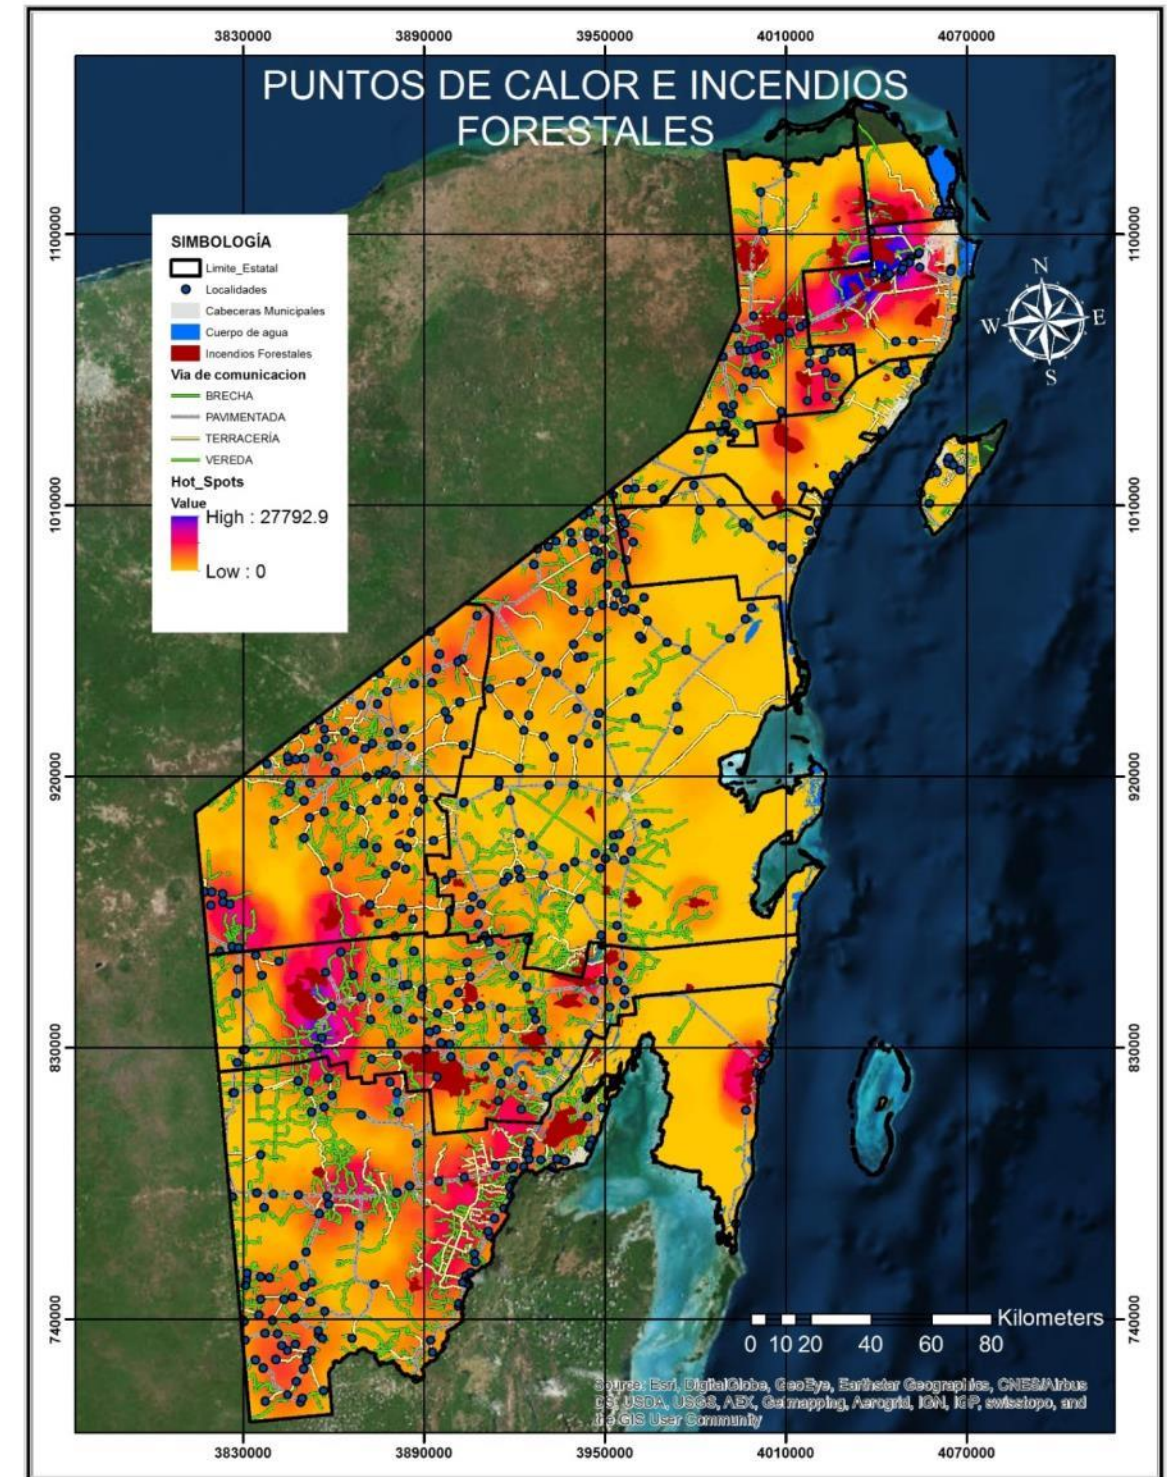 3830000 3890000 3950000 4010000 4070000
PUNTOS DE CALOR E INCENDIOS
FORESTALES
1100000 1100000
SIMBOLOGÍA
Limite_Estatal
Localidades
Cabeceras Municipales
Cuerpo de agua
Incendios Forestales
Via de comunicacion
BRECHA
PAVIMENTADA
TERRACERÍA
VEREDA
Hot_Spots
Value
High : 27792.9
Low : 0
N
W E
S
1010000 1010000
920000 920000
830000 830000
740000 740000
Kilometers
0 10 20 40 60 80
Source: Esri, DigitalGlobe, GeoEye, Earthstar Geographics, CNES/Airbus
DS, USDA, USGS, AEX, Getmapping, Aerogrid, IGN, IGP, swisstopo, and
the GIS User Community
3830000 3890000 3950000 4010000 4070000